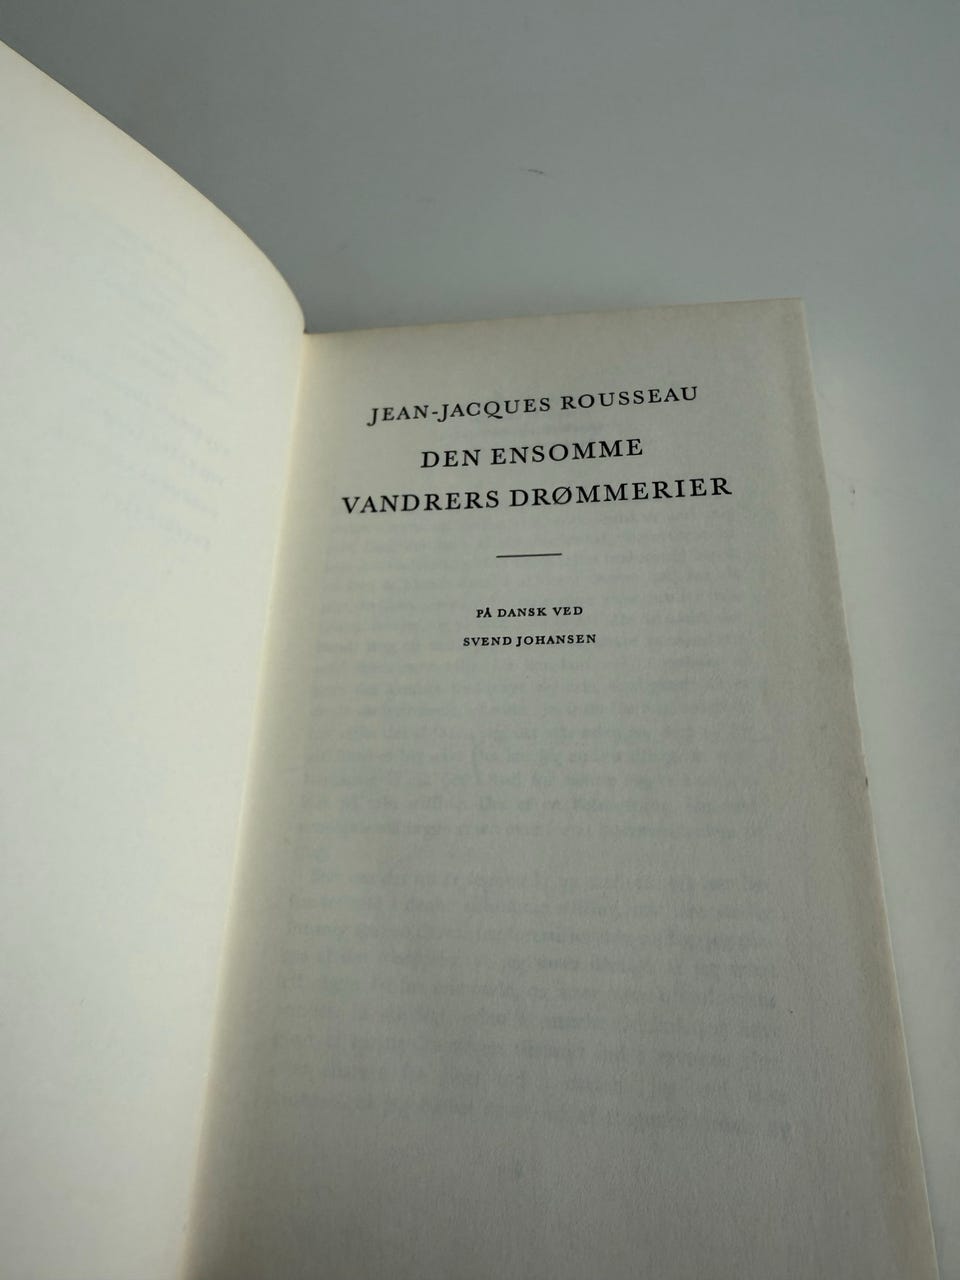 JEAN-JACQUES ROUSSEAU
DEN ENSOMME
VANDRERS DRØMMERIER
PÅ DANSK VED
SVEND JOHANSEN